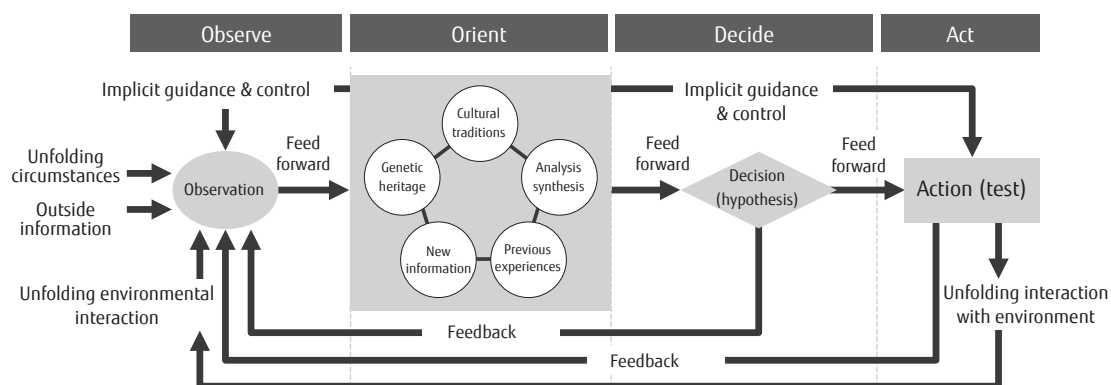 Observe
Orient
Decide
Act
Implicit guidance & control
Implicit guidance
& control
Cultural
traditions
Genetic
heritage
Analysis
synthesis
New
information
Previous
experiences
Unfolding
circumstances
Outside
information
Observation
Feed
forward
Feed
forward
Decision
(hypothesis)
Feed
forward
Action (test)
Unfolding environmental
interaction
Unfolding interaction
with environment
Feedback
Feedback